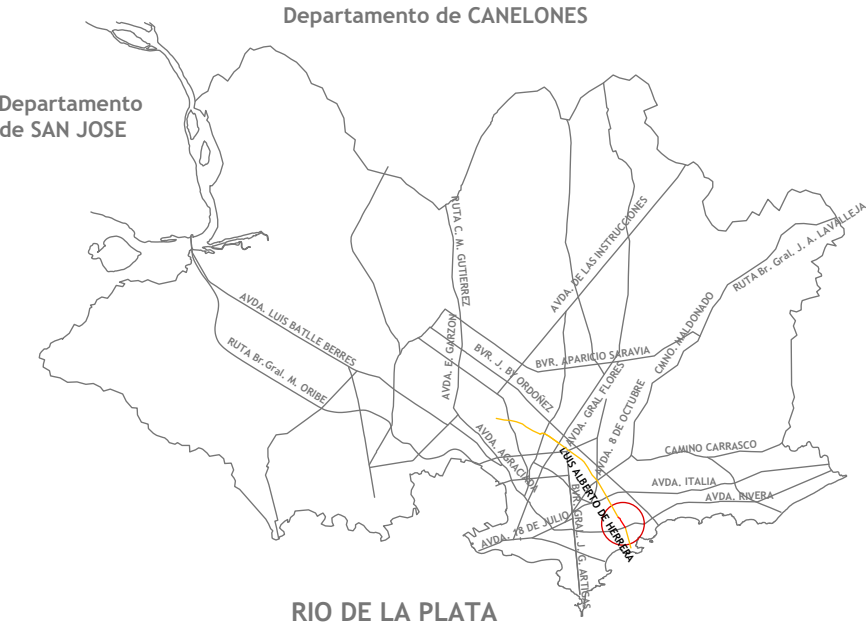 Departamento de CANELONES
Departamento
de SAN JOSE
RUTA C. M. GUTIERREZ
AVDA. DE LAS INSTRUCCIONES
RUTA Br. Gral. J. A. LAVALLEJA
AVDA. LUIS BATLLE BERRES
RUTA Br.Gral. M. ORIBE
AVDA. E. GARZON
BVR. J. BY ORDOÑEZ
BVR. APARICIO SARAVIA
CMNO. MALDONADO
AVDA. GRAL FLORES
AVDA. 8 DE OCTUBRE
AVDA. AGRACIADA
CAMINO CARRASCO
LUIS ALBERTO DE HERRERA
AVDA. ITALIA
AVDA. RIVERA
AVDA. 18 DE JULIO
BVR. GRAL. J. G. ARTIGAS
RIO DE LA PLATA